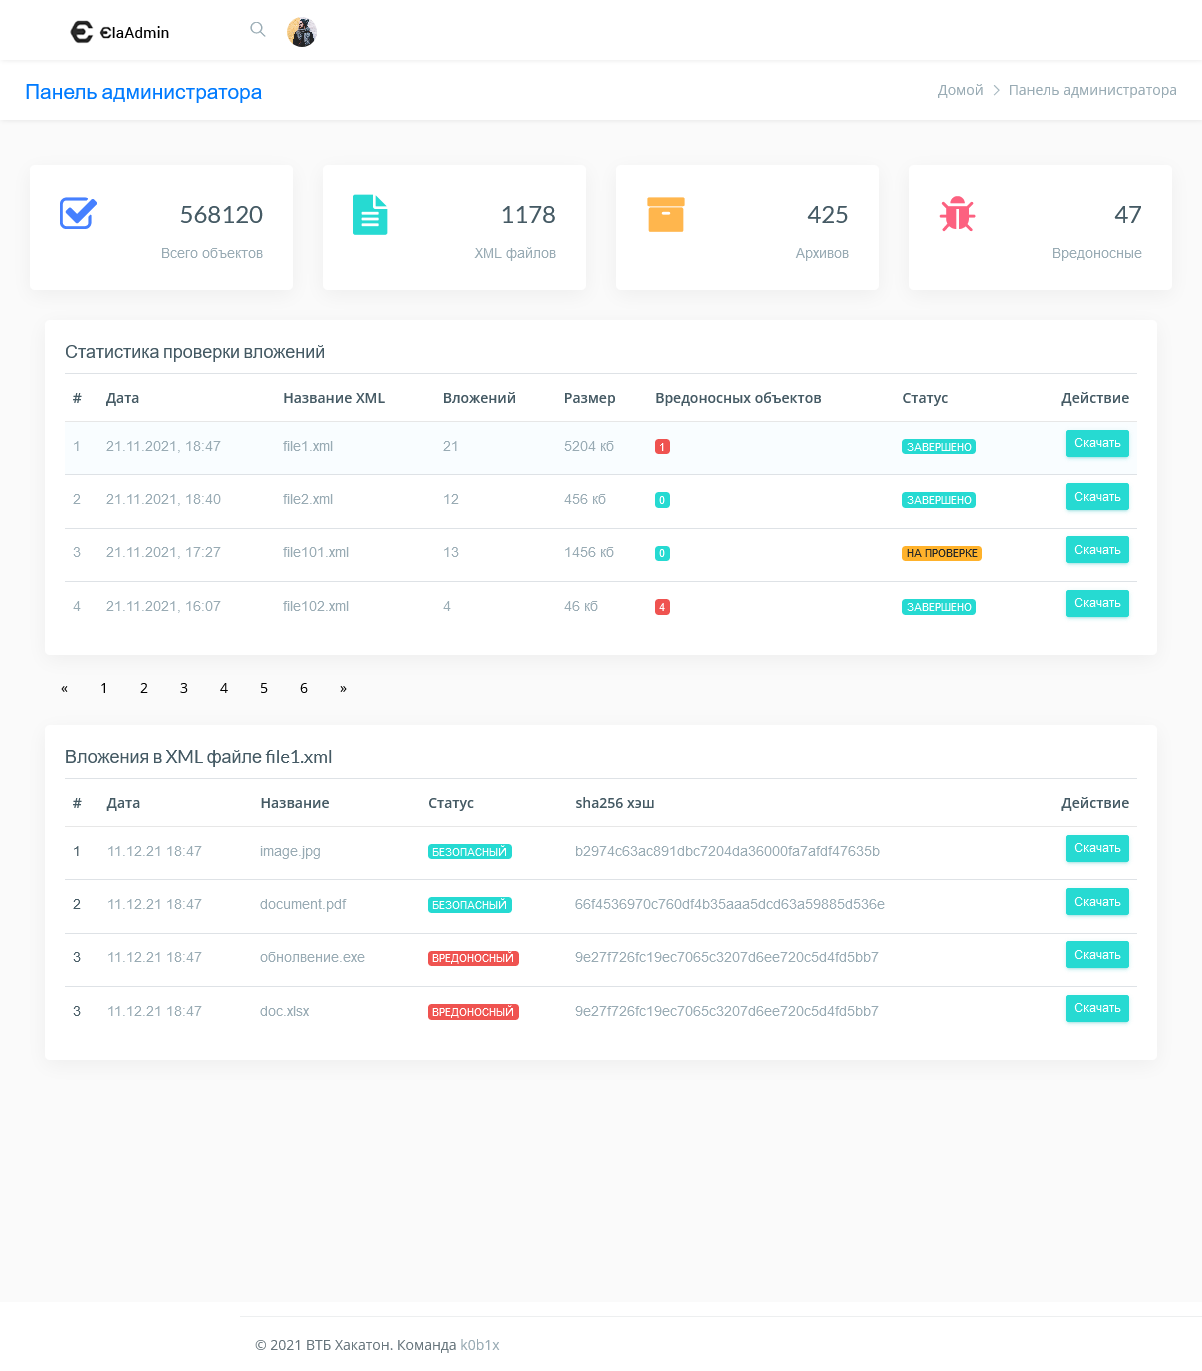 ЄlaAdmin
Панель администратора
Домой > Панель администратора
568120
Всего объектов
1178
XML файлов
425
Архивов
47
Вредоносные
Статистика проверки вложений
# Дата Название XML Вложений Размер Вредоносных объектов Статус Действие
1 21.11.2021, 18:47 file1.xml 21 5204 кб 1 ЗАВЕРШЕНО Скачать
2 21.11.2021, 18:40 file2.xml 12 456 кб 0 ЗАВЕРШЕНО Скачать
3 21.11.2021, 17:27 file101.xml 13 1456 кб 0 НА ПРОВЕРКЕ Скачать
4 21.11.2021, 16:07 file102.xml 4 46 кб 4 ЗАВЕРШЕНО Скачать
« 1 2 3 4 5 6 »
Вложения в XML файле file1.xml
# Дата Название Статус sha256 хэш Действие
1 11.12.21 18:47 image.jpg БЕЗОПАСНЫЙ b2974c63ac891dbc7204da36000fa7afdf47635b Скачать
2 11.12.21 18:47 document.pdf БЕЗОПАСНЫЙ 66f4536970c760df4b35aaa5dcd63a59885d536e Скачать
3 11.12.21 18:47 обнолвение.exe ВРЕДОНОСНЫЙ 9e27f726fc19ec7065c3207d6ee720c5d4fd5bb7 Скачать
3 11.12.21 18:47 doc.xlsx ВРЕДОНОСНЫЙ 9e27f726fc19ec7065c3207d6ee720c5d4fd5bb7 Скачать
© 2021 ВТБ Хакатон. Команда k0b1x